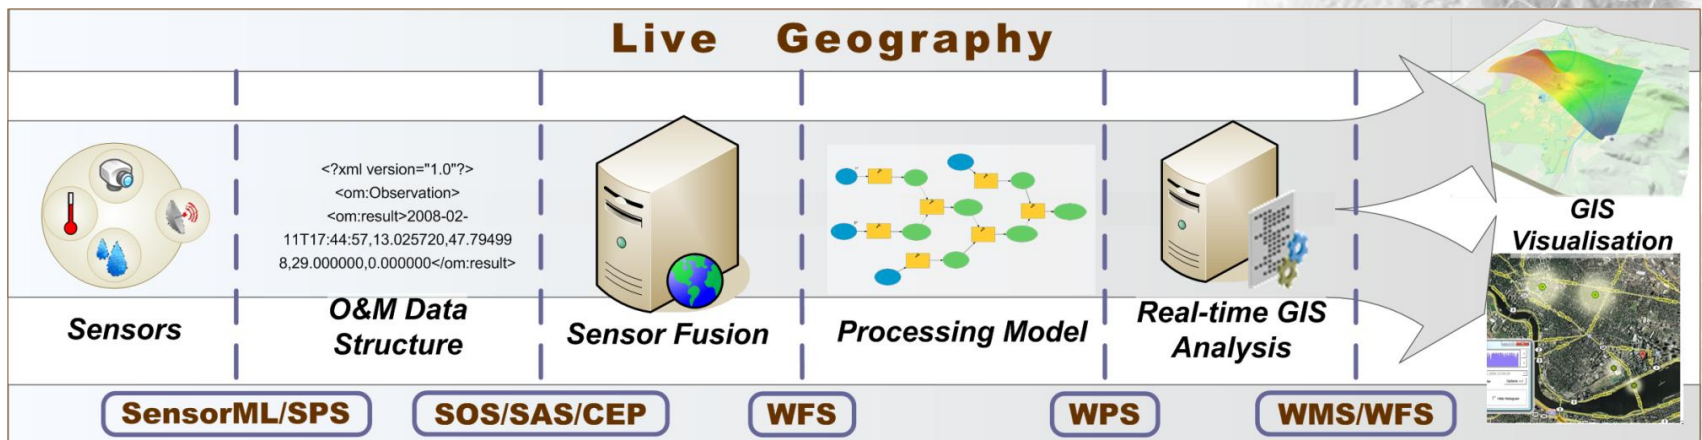 Live Geography
<?xml version="1.0"?>
<om:Observation>
<om:result>2008-02-
11T17:44:57,13.025720,47.79499
8,29.000000,0.000000</om:result>
Sensors
O&M Data
Structure
Sensor Fusion
Processing Model
Real-time GIS
Analysis
GIS
Visualisation
SensorML/SPS
SOS/SAS/CEP
WFS
WPS
WMS/WFS